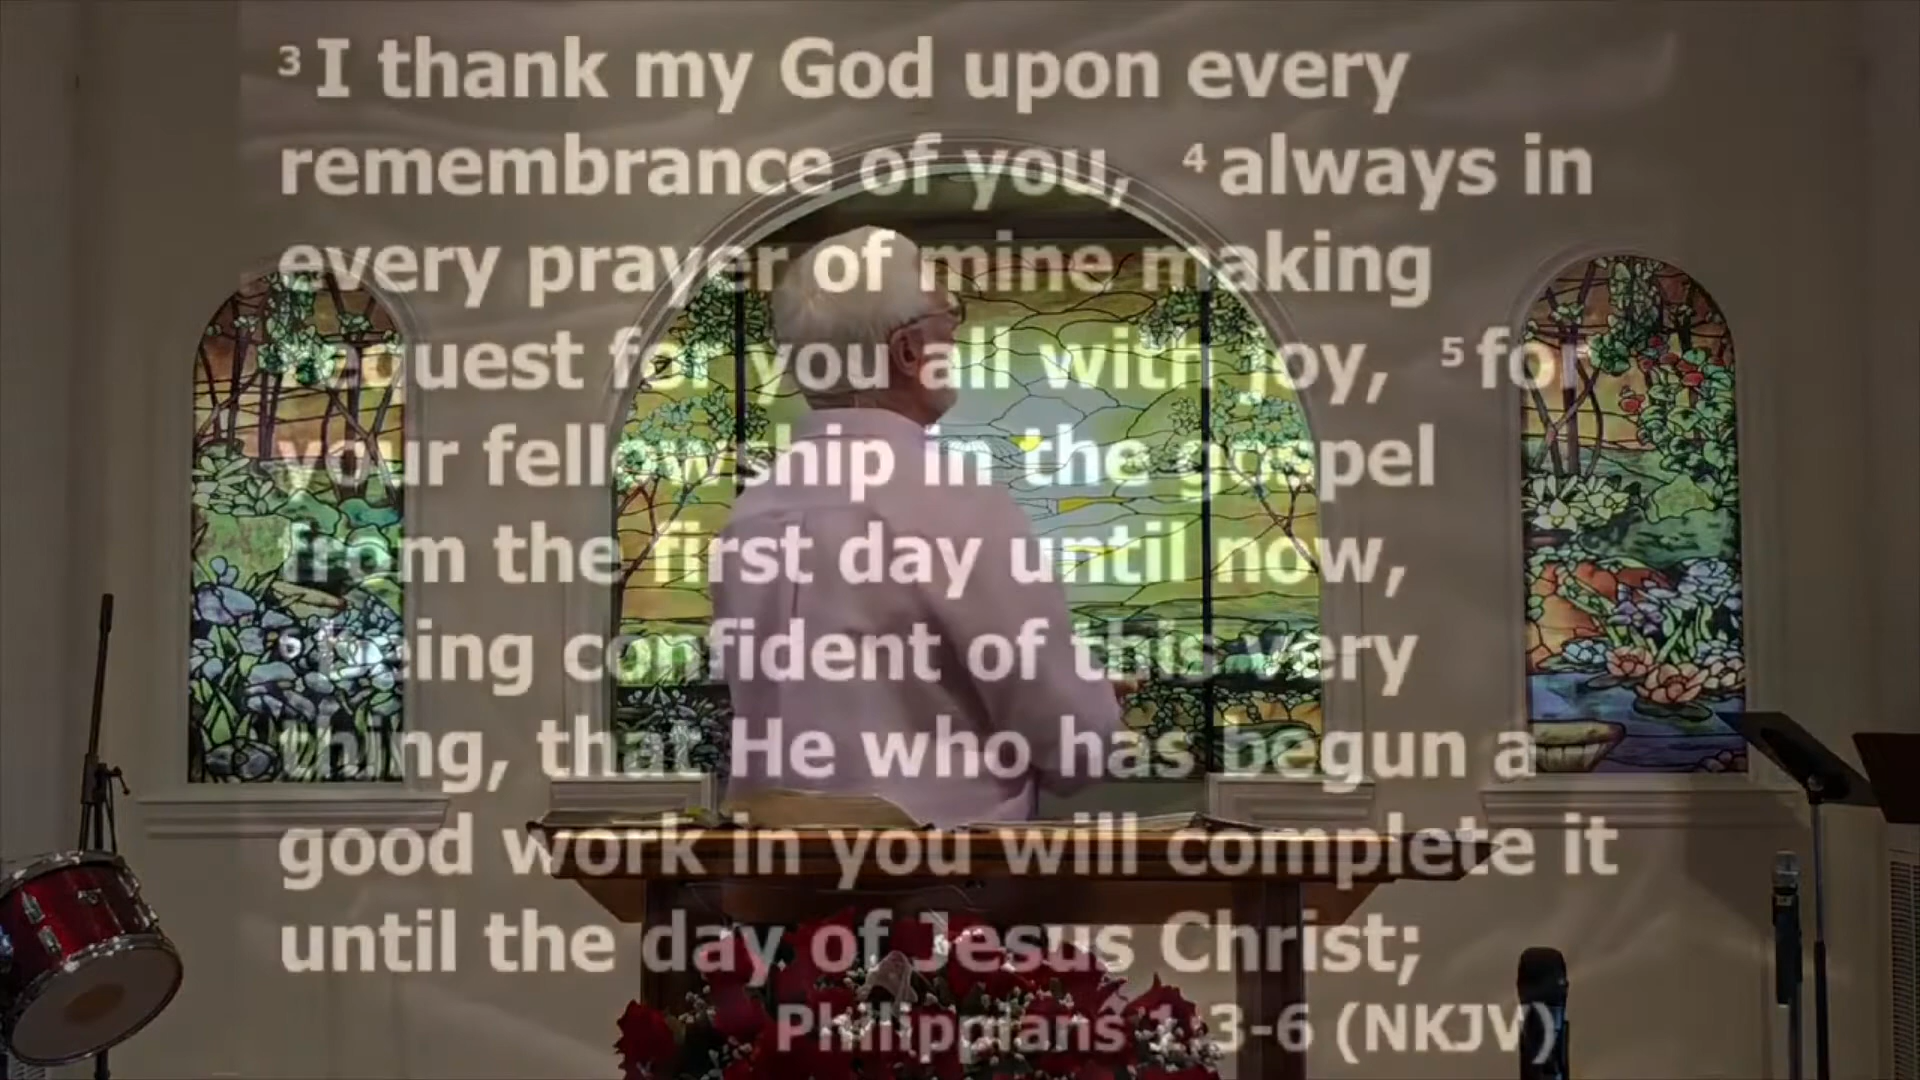 3 I thank my God upon every
remembrance of you, 4 always in
every prayer of mine making
request for you all with joy, 5 for
your fellowship in the gospel
from the first day until now,
6 being confident of this very
thing, that He who has begun a
good work in you will complete it
until the day of Jesus Christ;
Philippians 1:3-6 (NKJV)